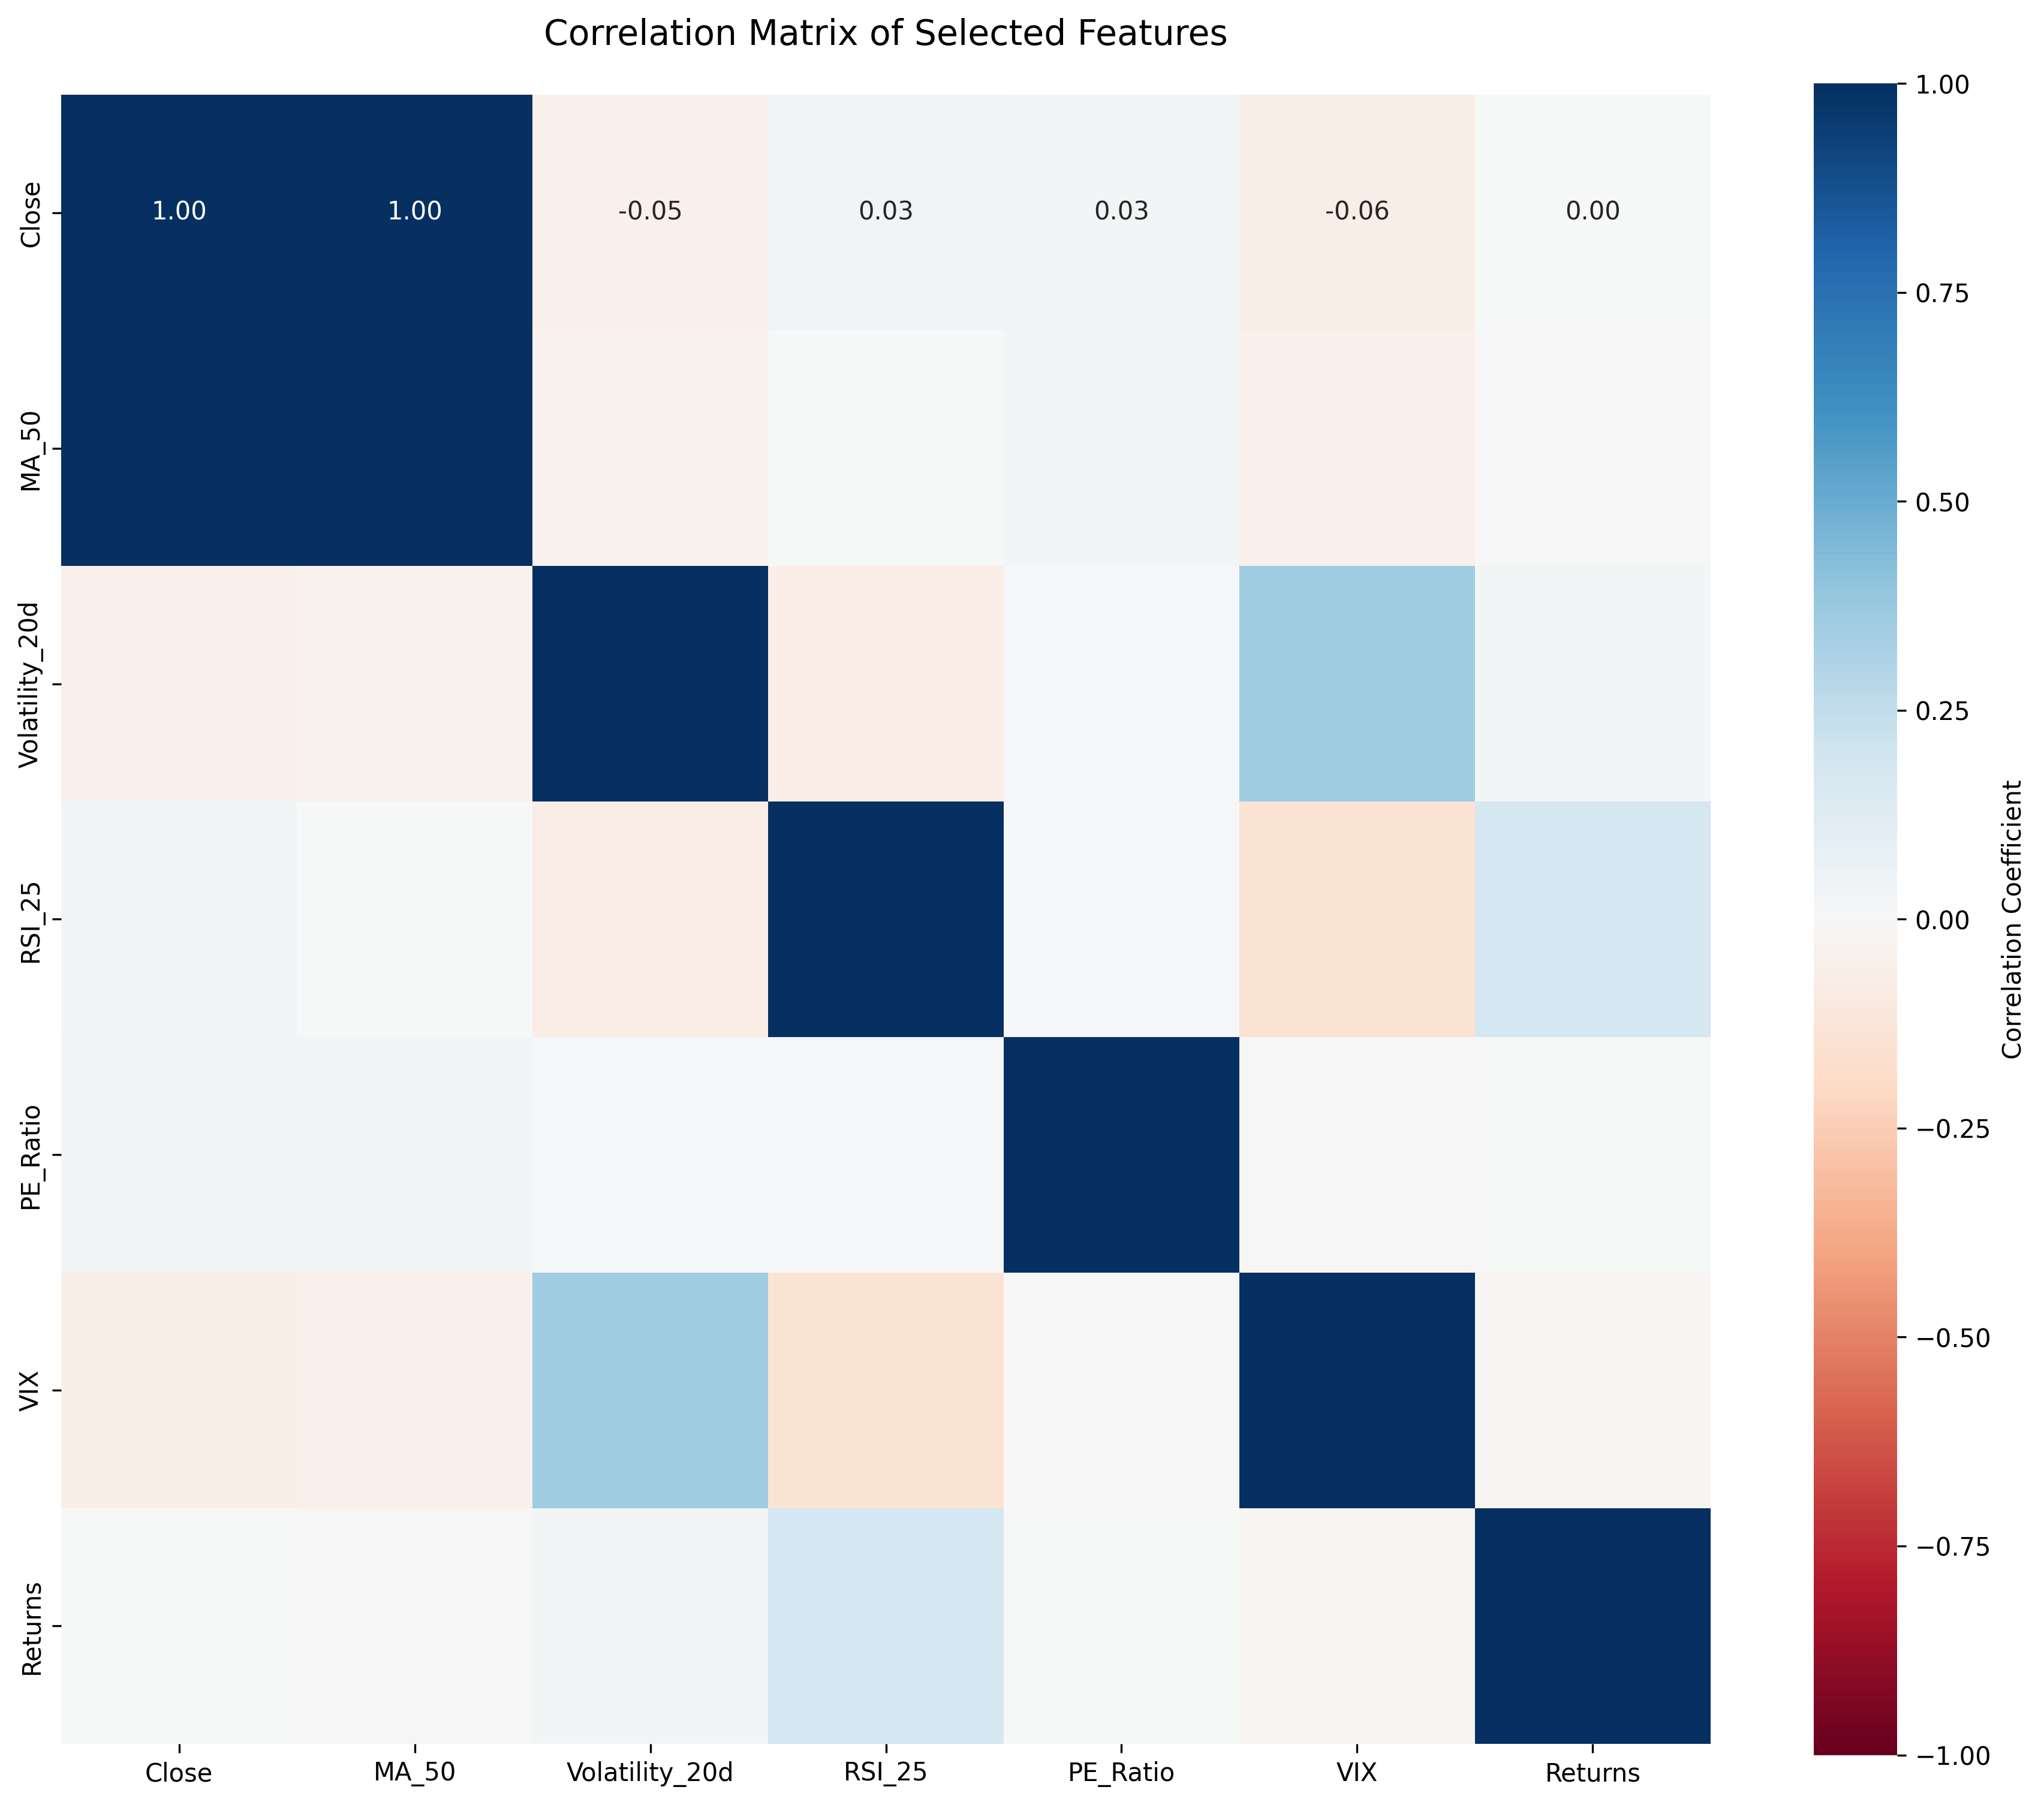 Correlation Matrix of Selected Features
Close
1.00 1.00 -0.05 0.03 0.03 -0.06 0.00
MA_50
Volatility_20d
RSI_25
PE_Ratio
VIX
Returns
Close MA_50 Volatility_20d RSI_25 PE_Ratio VIX Returns
1.00
0.75
0.50
0.25
0.00
−0.25
−0.50
−0.75
−1.00
Correlation Coefficient